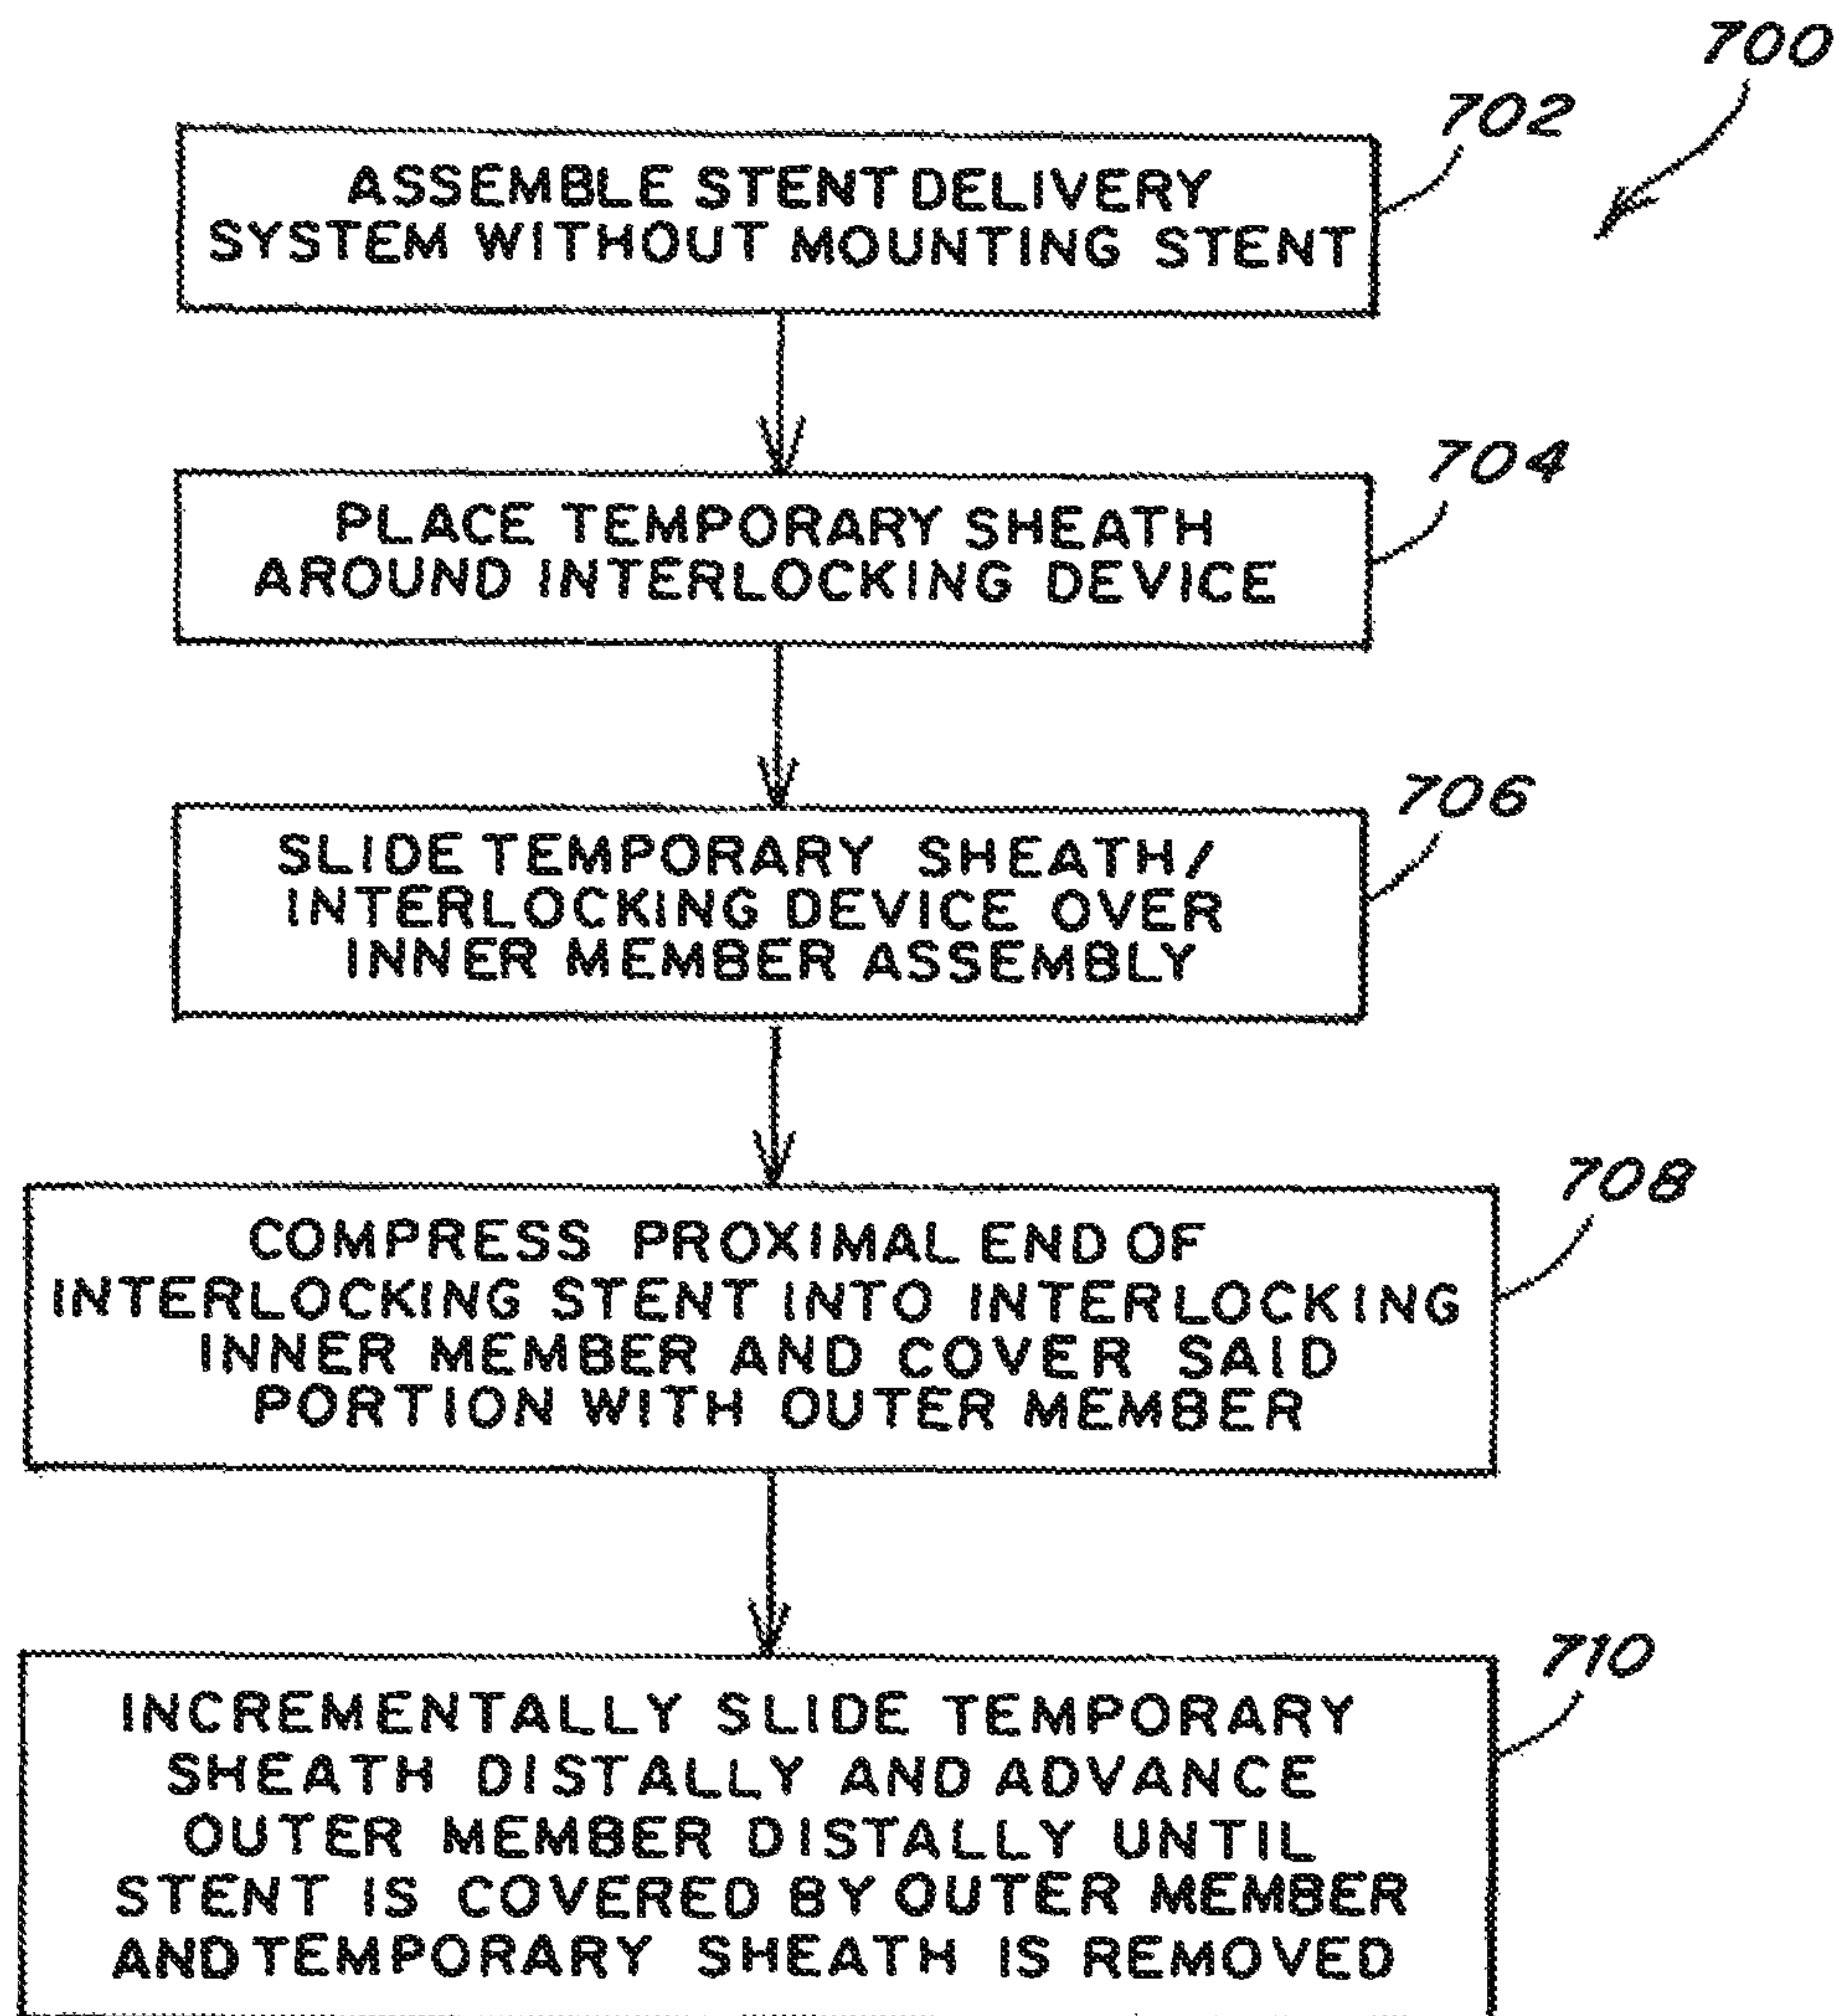 700
702
ASSEMBLE STENT DELIVERY
SYSTEM WITHOUT MOUNTING STENT
704
PLACE TEMPORARY SHEATH
AROUND INTERLOCKING DEVICE
706
SLIDE TEMPORARY SHEATH/
INTERLOCKING DEVICE OVER
INNER MEMBER ASSEMBLY
708
COMPRESS PROXIMAL END OF
INTERLOCKING STENT INTO INTERLOCKING
INNER MEMBER AND COVER SAID
PORTION WITH OUTER MEMBER
710
INCREMENTALLY SLIDE TEMPORARY
SHEATH DISTALLY AND ADVANCE
OUTER MEMBER DISTALLY UNTIL
STENT IS COVERED BY OUTER MEMBER
AND TEMPORARY SHEATH IS REMOVED